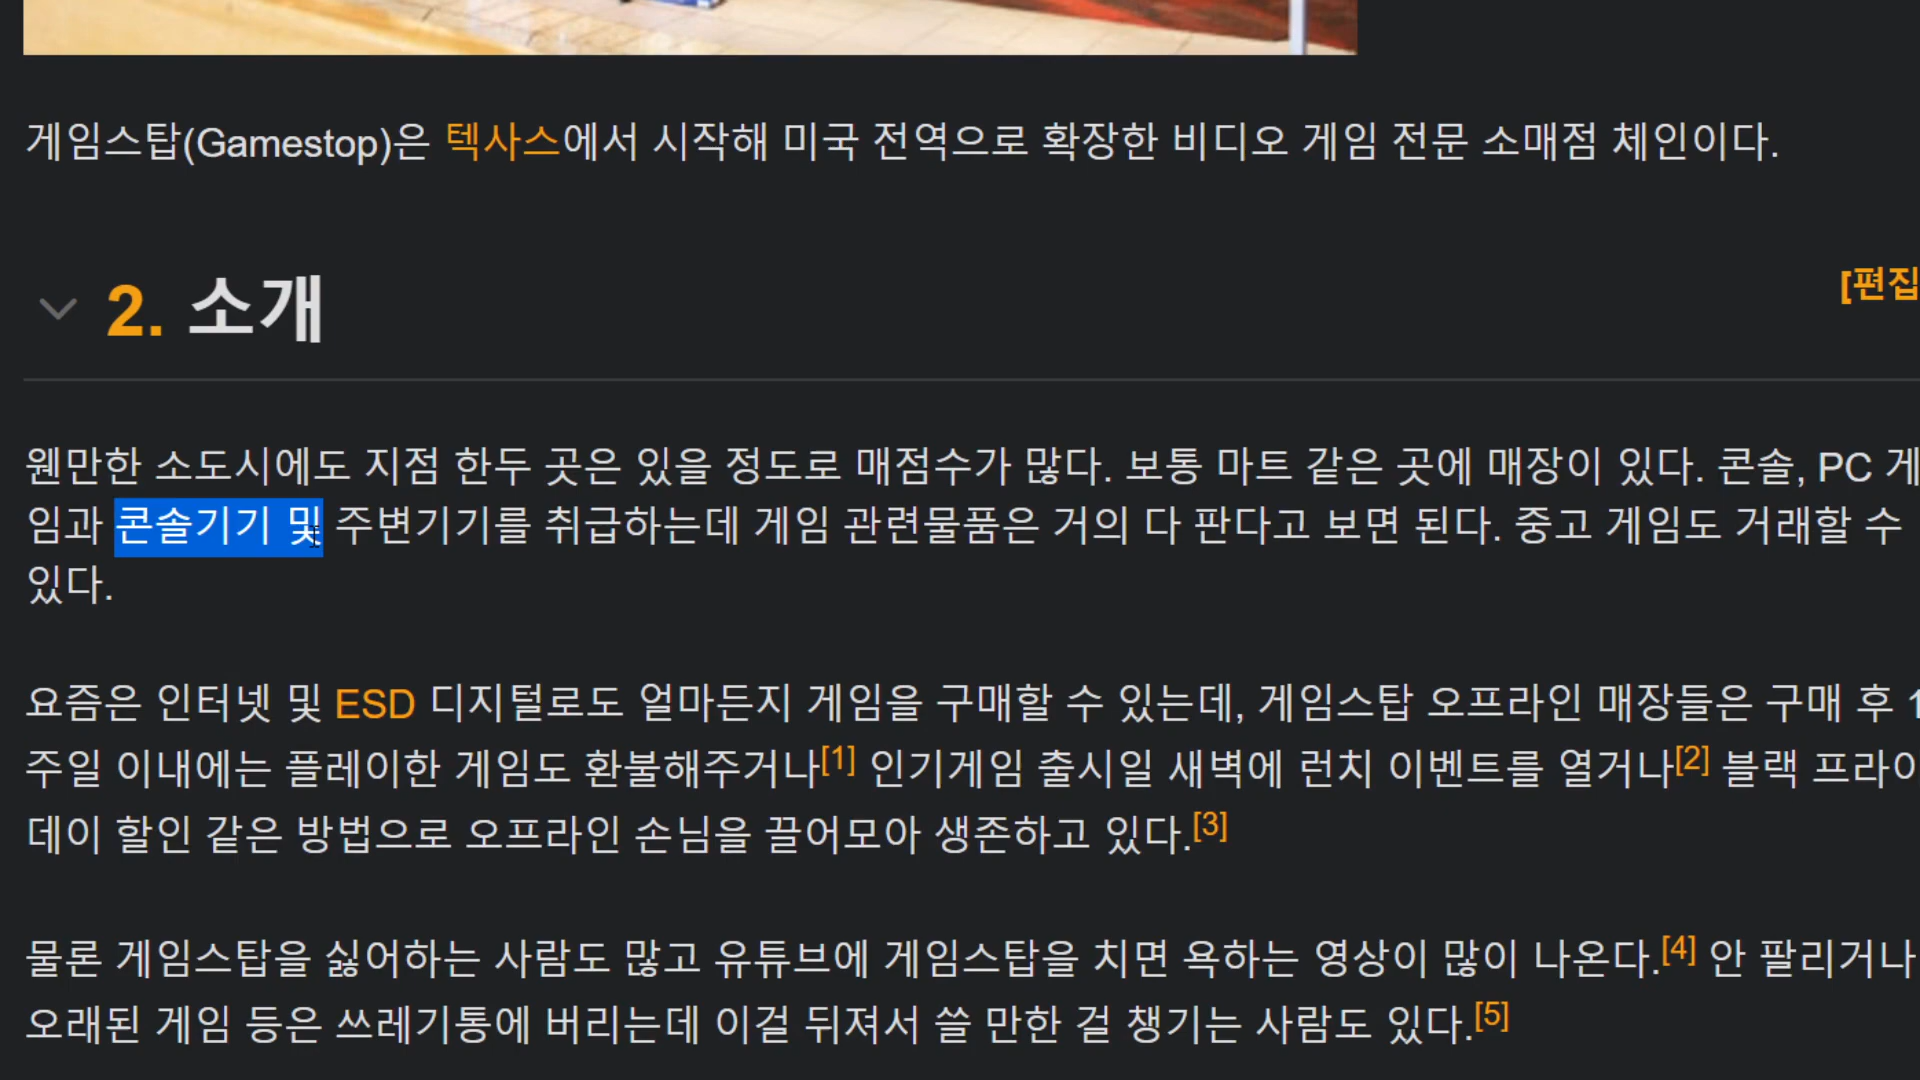 게임스탑(Gamestop)은 텍사스에서 시작해 미국 전역으로 확장한 비디오 게임 전문 소매점 체인이다.
2. 소개
[편집
웬만한 소도시에도 지점 한두 곳은 있을 정도로 매점수가 많다. 보통 마트 같은 곳에 매장이 있다. 콘솔, PC 게
임과 콘솔기기 및 주변기기를 취급하는데 게임 관련물품은 거의 다 판다고 보면 된다. 중고 게임도 거래할 수
있다.
요즘은 인터넷 및 ESD 디지털로도 얼마든지 게임을 구매할 수 있는데, 게임스탑 오프라인 매장들은 구매 후 1
주일 이내에는 플레이한 게임도 환불해주거나[1] 인기게임 출시일 새벽에 런치 이벤트를 열거나[2] 블랙 프라이
데이 할인 같은 방법으로 오프라인 손님을 끌어모아 생존하고 있다.[3]
물론 게임스탑을 싫어하는 사람도 많고 유튜브에 게임스탑을 치면 욕하는 영상이 많이 나온다.[4] 안 팔리거나
오래된 게임 등은 쓰레기통에 버리는데 이걸 뒤져서 쓸 만한 걸 챙기는 사람도 있다.[5]